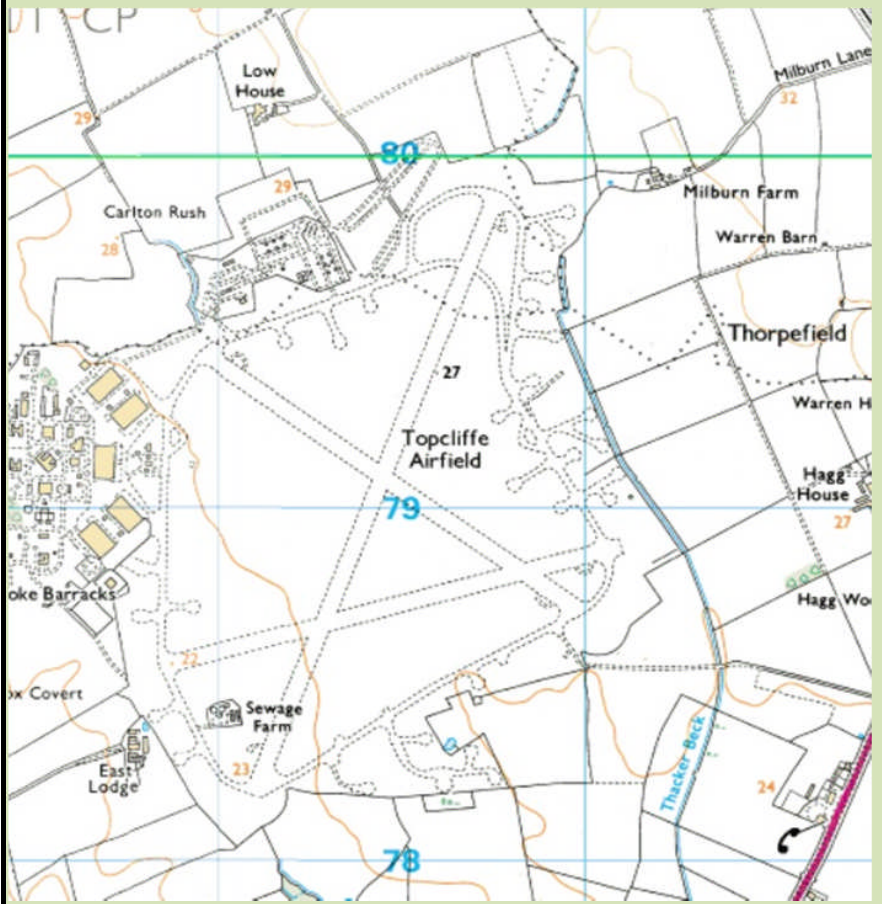 CP
Low
House
Milburn Lane
32
29
80
29
Milburn Farm
Carlton Rush
Warren Barn
28
Thorpefield
27
Topcliffe
Airfield
Warren H
Hagg
House
79
27
oke Barracks
Hagg Wo
22
ox Covert
Sewage
Farm
Thacker Beck
East
Lodge
23
24
78